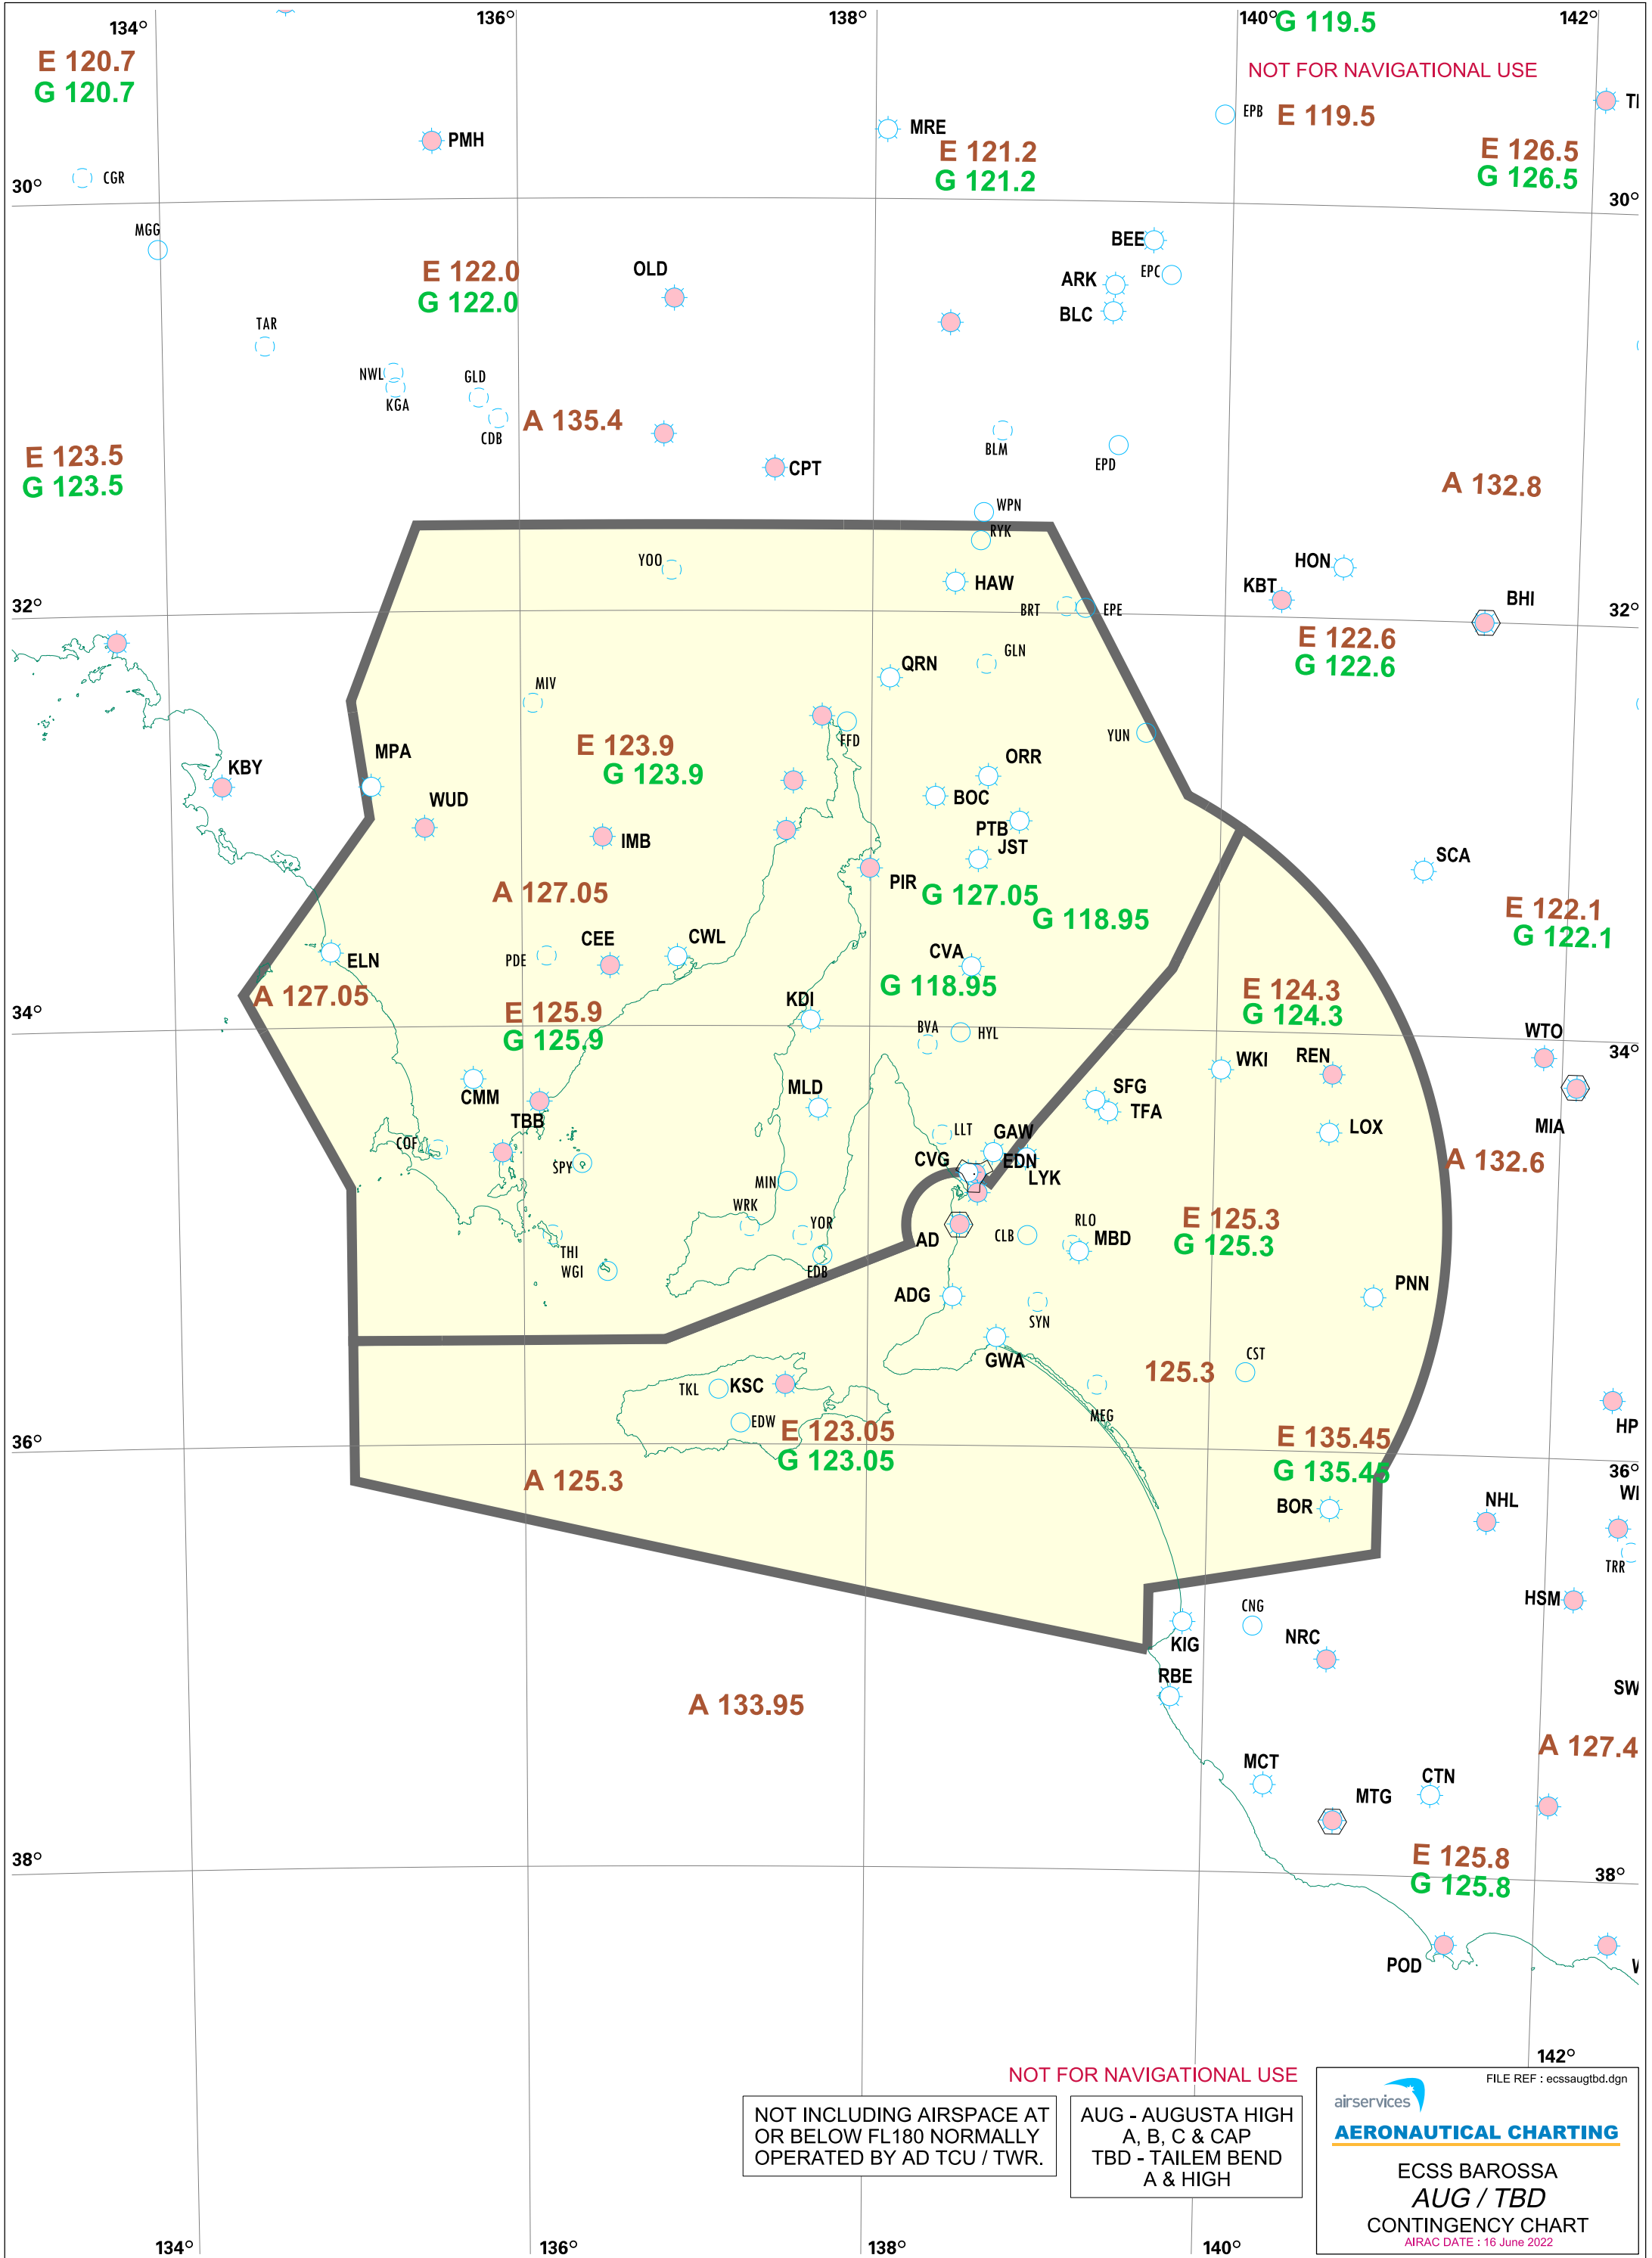 134°
136°
138°
140°
G 119.5
142°
E 120.7
G 120.7
NOT FOR NAVIGATIONAL USE
EPB
E 119.5
PMH
MRE
E 121.2
G 121.2
E 126.5
G 126.5
CGR
30°
30°
MGG
BEE
E 122.0
G 122.0
OLD
ARK
EPC
BLC
TAR
NWL
KGA
GLD
CDB
A 135.4
BLM
EPD
E 123.5
G 123.5
CPT
A 132.8
WPN
RYK
YOO
HAW
HON
KBT
BHI
32°
BRT
EPE
32°
E 122.6
G 122.6
GLN
QRN
MIV
FFD
YUN
E 123.9
G 123.9
MPA
KBY
ORR
BOC
WUD
IMB
PTB
JST
SCA
PIR
A 127.05
G 127.05
G 118.95
E 122.1
G 122.1
CEE
CWL
PDE
ELN
CVA
A 127.05
G 118.95
E 124.3
G 124.3
E 125.9
G 125.9
KDI
34°
BVA
HYL
WTO
34°
WKI
REN
CMM
MLD
SFG
TFA
TBB
LLT
GAW
LOX
MIA
COF
CVG
EDN
LYK
A 132.6
SPY
MIN
WRK
YOR
E 125.3
G 125.3
RLO
MBD
AD
CLB
THI
WGI
EDB
ADG
SYN
PNN
GWA
125.3
CST
TKL
KSC
MEG
EDW
E 123.05
G 123.05
E 135.45
G 135.45
HP
36°
36°
A 125.3
BOR
NHL
TRR
HSM
CNG
KIG
NRC
RBE
A 133.95
SW
A 127.4
MCT
CTN
MTG
38°
E 125.8
G 125.8
38°
POD
142°
NOT FOR NAVIGATIONAL USE
NOT INCLUDING AIRSPACE AT
OR BELOW FL180 NORMALLY
OPERATED BY AD TCU / TWR.
AUG - AUGUSTA HIGH
A, B, C & CAP
TBD - TAILEM BEND
A & HIGH
FILE REF : ecssaugtbd.dgn
airservices
AERONAUTICAL CHARTING
ECSS BAROSSA
AUG / TBD
CONTINGENCY CHART
AIRAC DATE : 16 June 2022
134°
136°
138°
140°